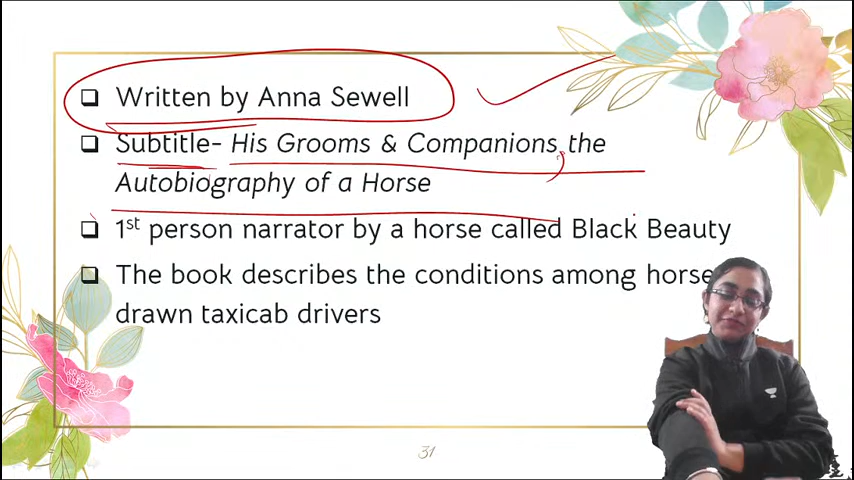 Written by Anna Sewell
Subtitle- His Grooms & Companions, the
Autobiography of a Horse
1st person narrator by a horse called Black Beauty
The book describes the conditions among horse
drawn taxicab drivers
31